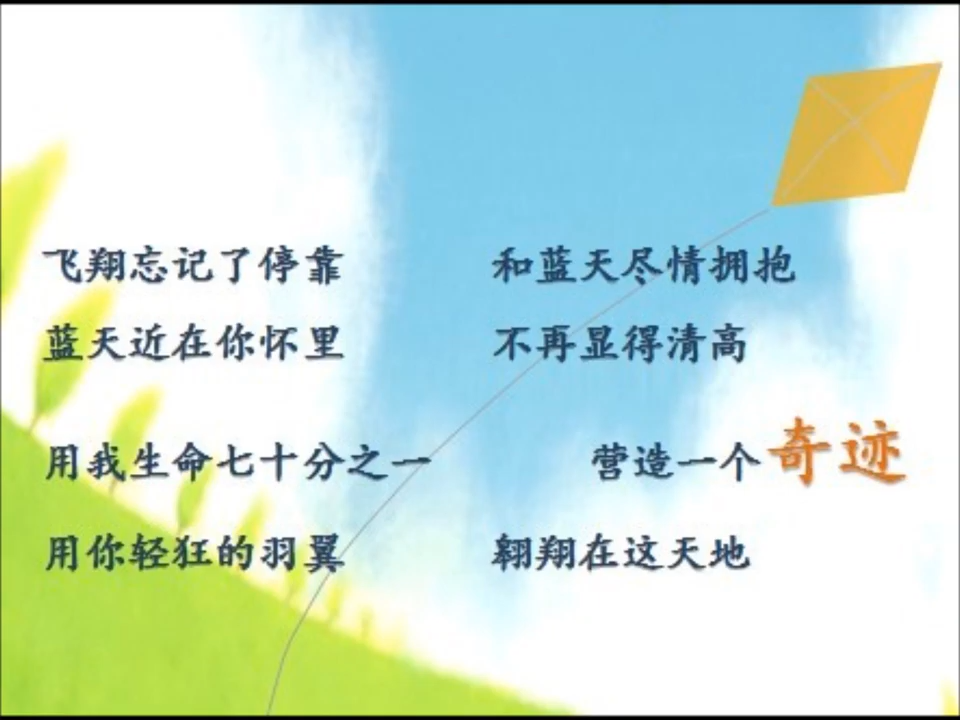 飞翔忘记了停靠 和蓝天尽情拥抱
蓝天近在你怀里 不再显得清高
用我生命七十分之一 营造一个奇迹
用你轻狂的羽翼 翱翔在这天地